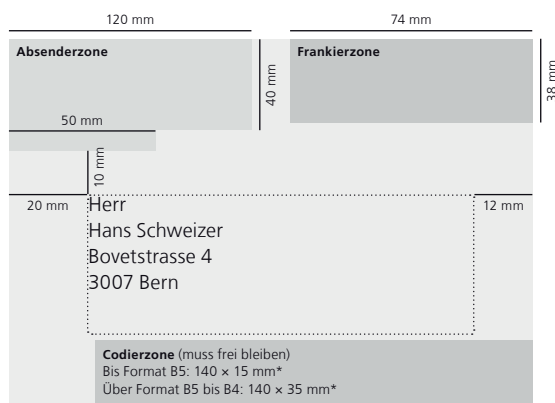 120 mm
74 mm
Absenderzone
Frankierzone
40 mm
38 mm
50 mm
10 mm
20 mm
12 mm
Herr
Hans Schweizer
Bovetstrasse 4
3007 Bern
Codierzone (muss frei bleiben)
Bis Format B5: 140 × 15 mm*
Über Format B5 bis B4: 140 × 35 mm*